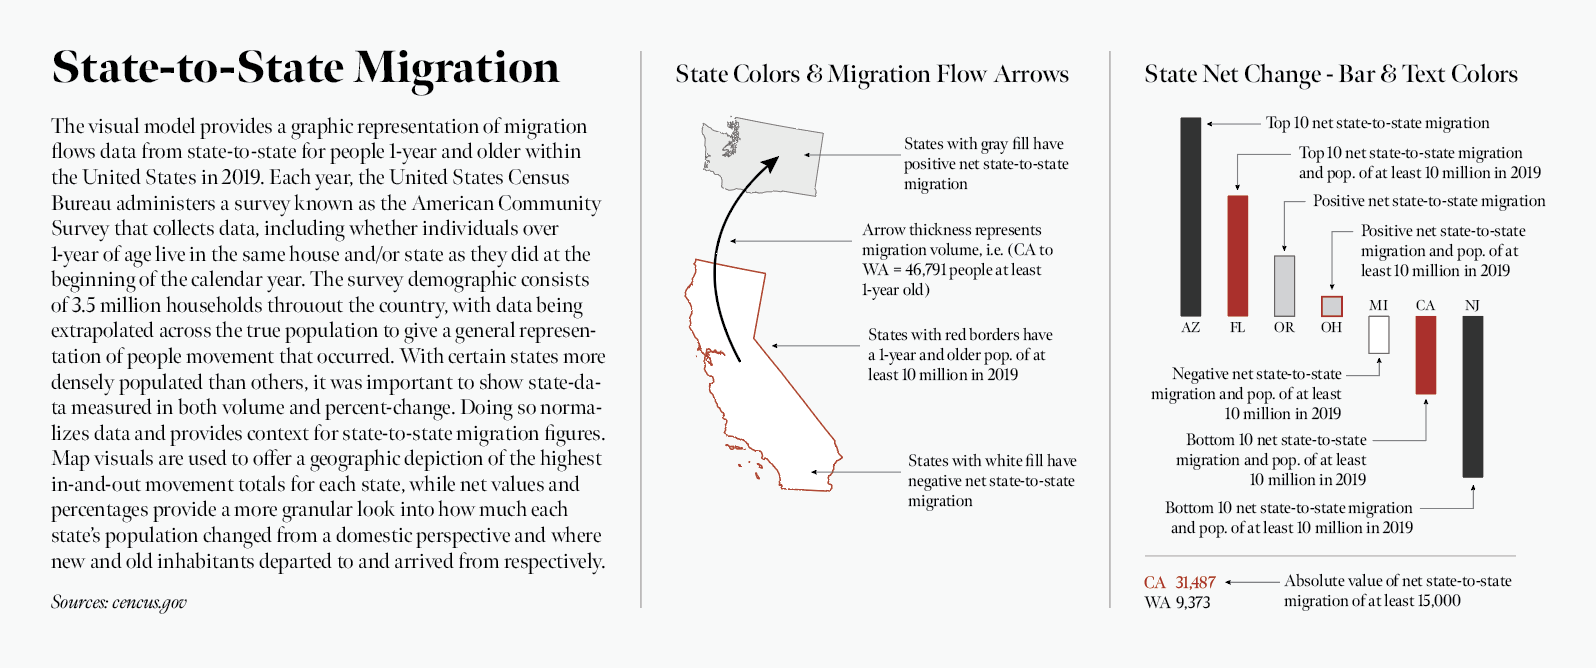 State-to-State Migration
The visual model provides a graphic representation of migration
flows data from state-to-state for people 1-year and older within
the United States in 2019. Each year, the United States Census
Bureau administers a survey known as the American Community
Survey that collects data, including whether individuals over
1-year of age live in the same house and/or state as they did at the
beginning of the calendar year. The survey demographic consists
of 3.5 million households throuout the country, with data being
extrapolated across the true population to give a general represen-
tation of people movement that occurred. With certain states more
densely populated than others, it was important to show state-da-
ta measured in both volume and percent-change. Doing so norma-
lizes data and provides context for state-to-state migration figures.
Map visuals are used to offer a geographic depiction of the highest
in-and-out movement totals for each state, while net values and
percentages provide a more granular look into how much each
state's population changed from a domestic perspective and where
new and old inhabitants departed to and arrived from respectively.
Sources: cencus.gov
State Colors & Migration Flow Arrows
States with gray fill have
positive net state-to-state
migration
Arrow thickness represents
migration volume, i.e. (CA to
WA = 46,791 people at least
1-year old)
States with red borders have
a 1-year and older pop. of at
least 10 million in 2019
States with white fill have
negative net state-to-state
migration
State Net Change - Bar & Text Colors
Top 10 net state-to-state migration
Top 10 net state-to-state migration
and pop. of at least 10 million in 2019
Positive net state-to-state migration
Positive net state-to-state
migration and pop. of at
least 10 million in 2019
MI CA NJ
AZ FL OR OH
Negative net state-to-state
migration and pop. of at least
10 million in 2019
Bottom 10 net state-to-state
migration and pop. of at least
10 million in 2019
Bottom 10 net state-to-state migration
and pop. of at least 10 million in 2019
CA 31,487
WA 9,373
Absolute value of net state-to-state
migration of at least 15,000